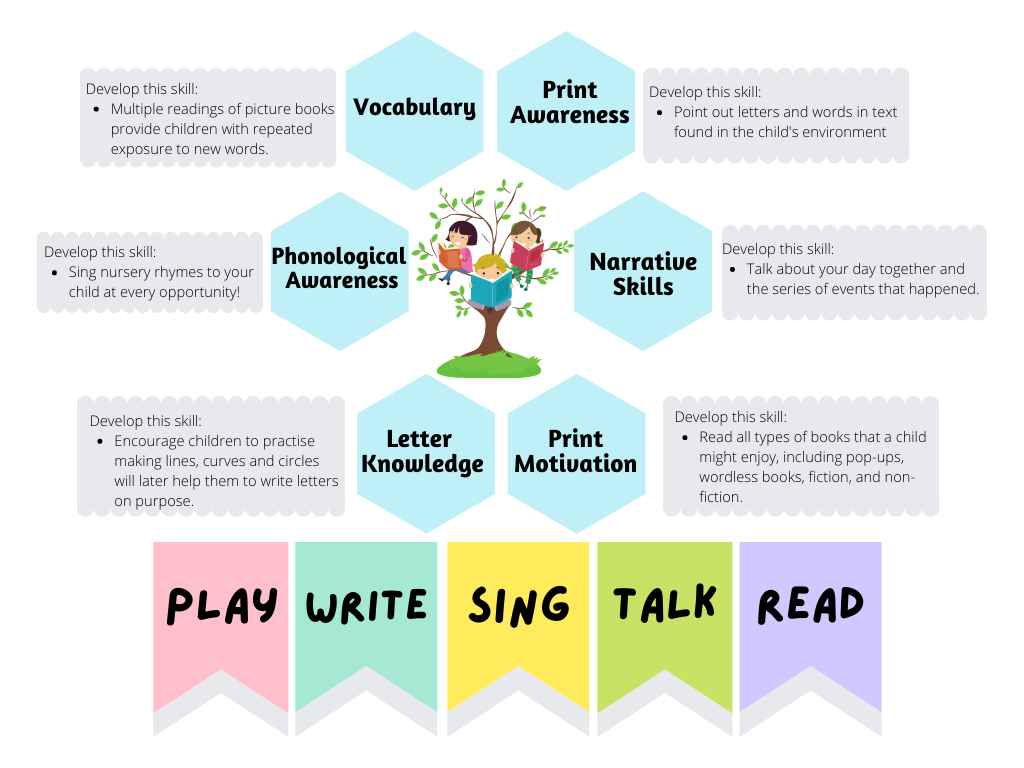 Develop this skill:
• Multiple readings of picture books
provide children with repeated
exposure to new words.
Vocabulary
Print
Awareness
Develop this skill:
• Point out letters and words in text
found in the child's environment
Develop this skill:
• Sing nursery rhymes to your
child at every opportunity!
Phonological
Awareness
Narrative
Skills
Develop this skill:
• Talk about your day together and
the series of events that happened.
Develop this skill:
• Encourage children to practise
making lines, curves and circles
will later help them to write letters
on purpose.
Letter
Knowledge
Print
Motivation
Develop this skill:
• Read all types of books that a child
might enjoy, including pop-ups,
wordless books, fiction, and non-
fiction.
PLAY
WRITE
SING
TALK
READ